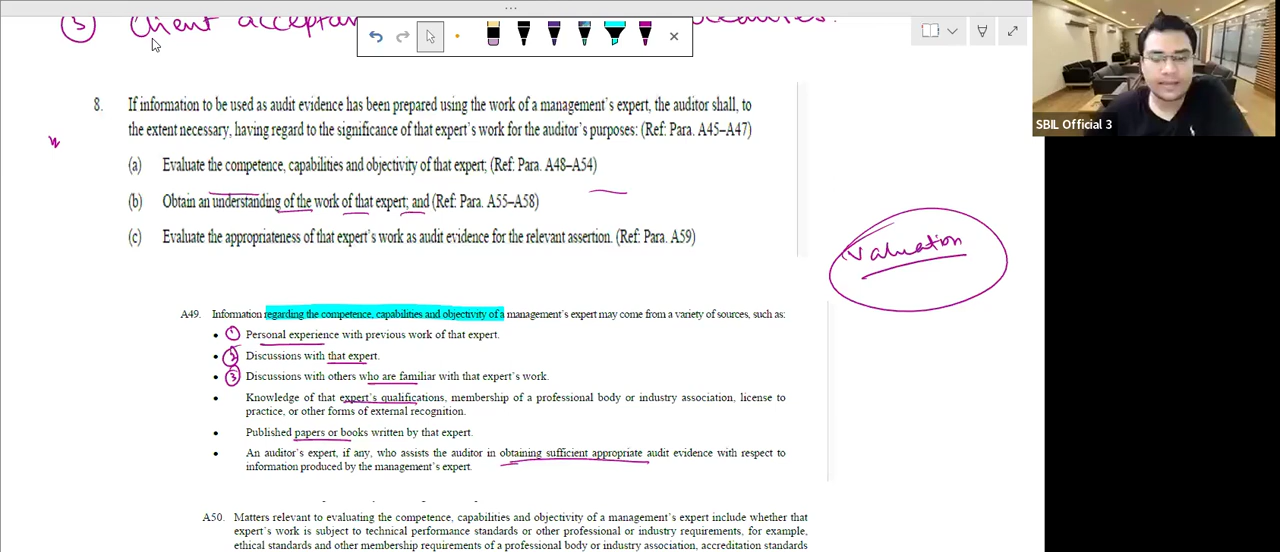 ③ Client
8. If information to be used as audit evidence has been prepared using the work of a management's expert, the auditor shall, to
the extent necessary, having regard to the significance of that expert's work for the auditor's purposes: (Ref: Para. A45–A47)
(a) Evaluate the competence, capabilities and objectivity of that expert; (Ref: Para. A48–A54)
(b) Obtain an understanding of the work of that expert; and (Ref: Para. A55–A58)
(c) Evaluate the appropriateness of that expert's work as audit evidence for the relevant assertion. (Ref: Para. A59)
Valuation
A49. Information regarding the competence, capabilities and objectivity of a management's expert may come from a variety of sources, such as:
• ① Personal experience with previous work of that expert.
• ② Discussions with that expert.
• ③ Discussions with others who are familiar with that expert's work.
• Knowledge of that expert's qualifications, membership of a professional body or industry association, license to
practice, or other forms of external recognition.
• Published papers or books written by that expert.
• An auditor's expert, if any, who assists the auditor in obtaining sufficient appropriate audit evidence with respect to
information produced by the management's expert.
A50. Matters relevant to evaluating the competence, capabilities and objectivity of a management's expert include whether that
expert's work is subject to technical performance standards or other professional or industry requirements, for example,
ethical standards and other membership requirements of a professional body or industry association, accreditation standards
SBIL Official 3